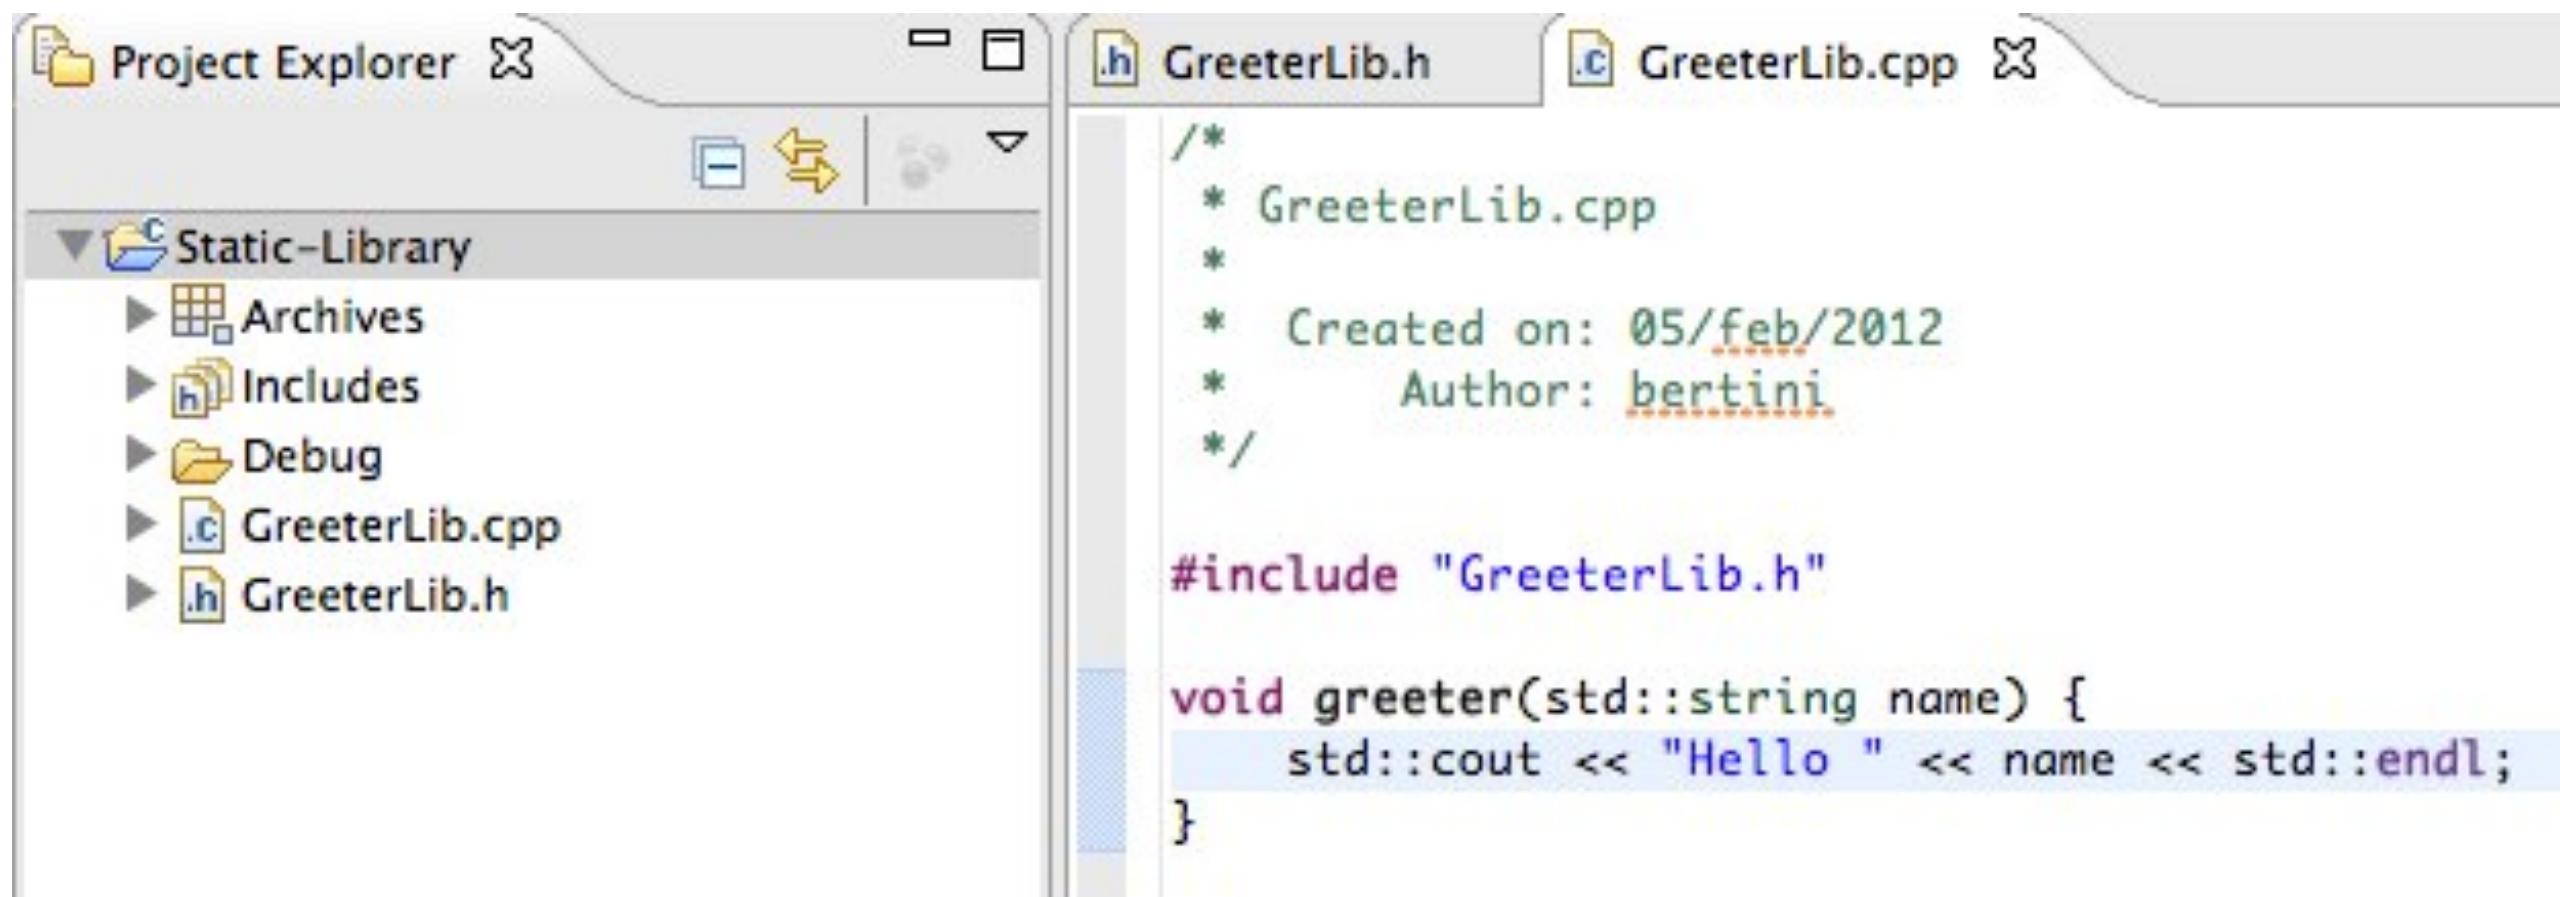 Project Explorer
Static-Library
Archives
Includes
Debug
GreeterLib.cpp
GreeterLib.h
GreeterLib.h
GreeterLib.cpp
/*
 * GreeterLib.cpp
 *
 *  Created on: 05/feb/2012
 *      Author: bertini
 */
#include "GreeterLib.h"
void greeter(std::string name) {
    std::cout << "Hello " << name << std::endl;
}